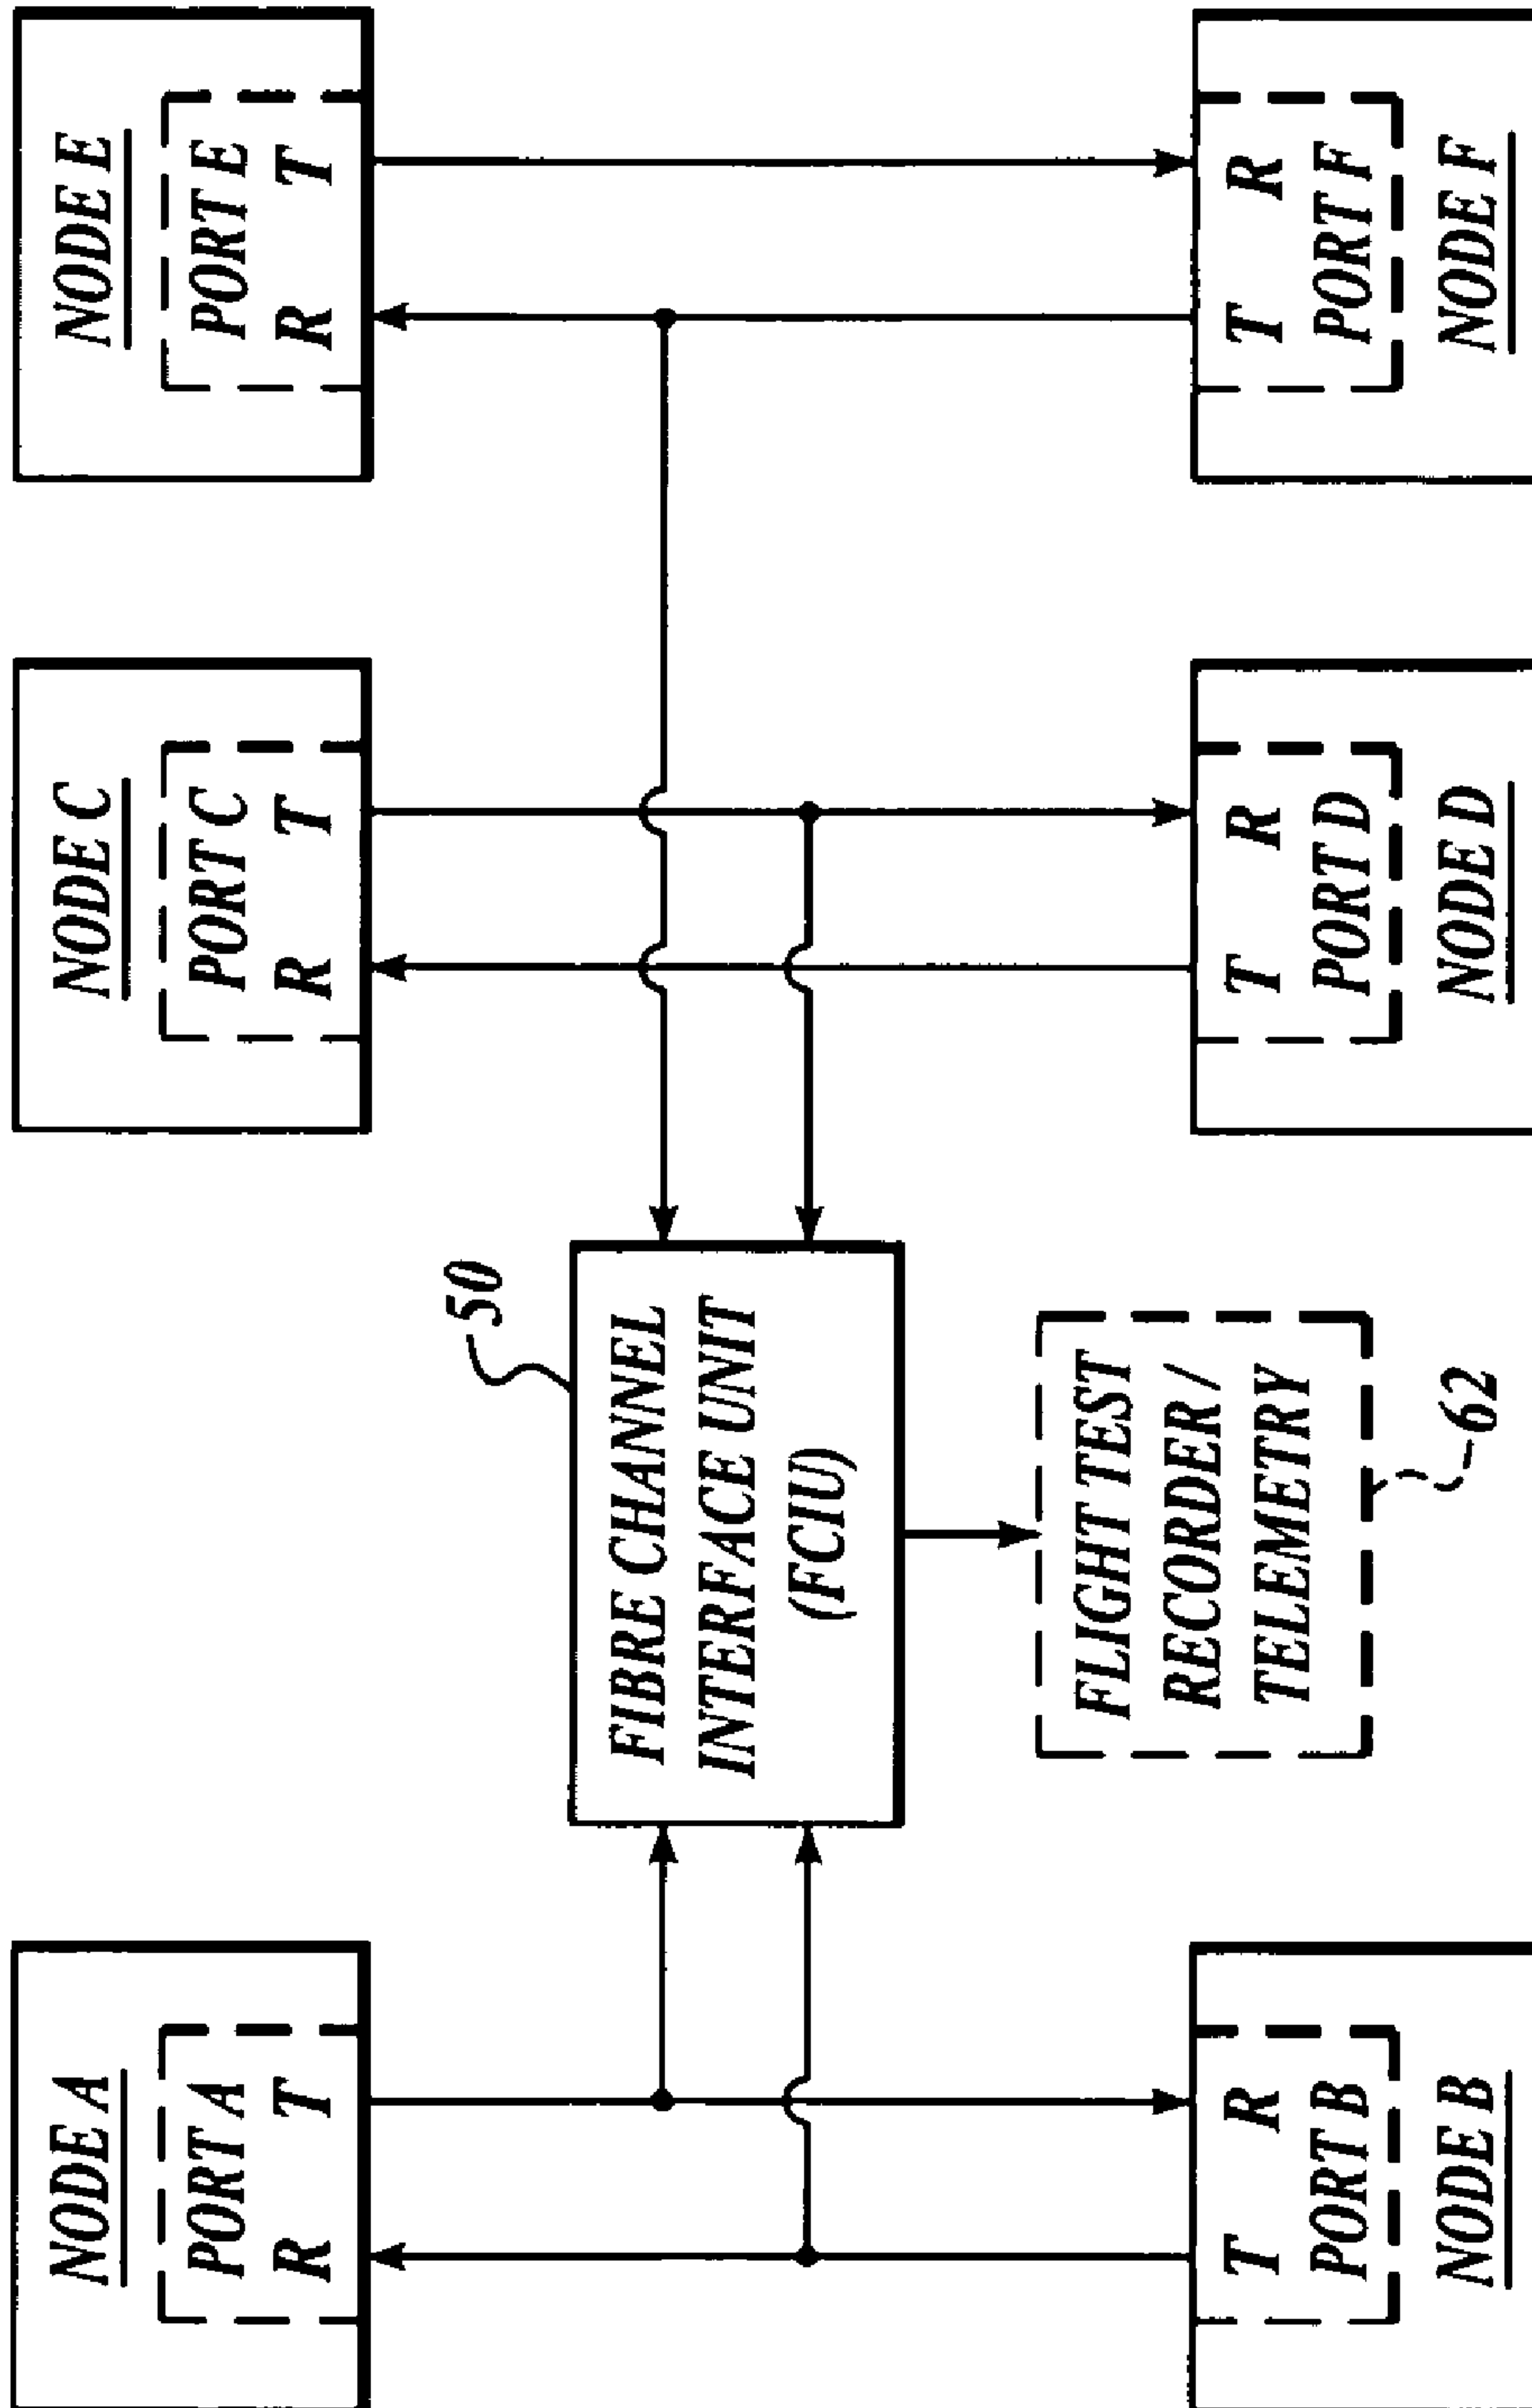 NODE A
PORT A
R T
NODE C
PORT C
R T
NODE E
PORT E
R T
50
FIBRE CHANNEL
INTERFACE UNIT
(FCIU)
FLIGHT TEST
RECORDER /
TELEMETRY
62
T R
PORT B
NODE B
T R
PORT D
NODE D
T R
PORT F
NODE F